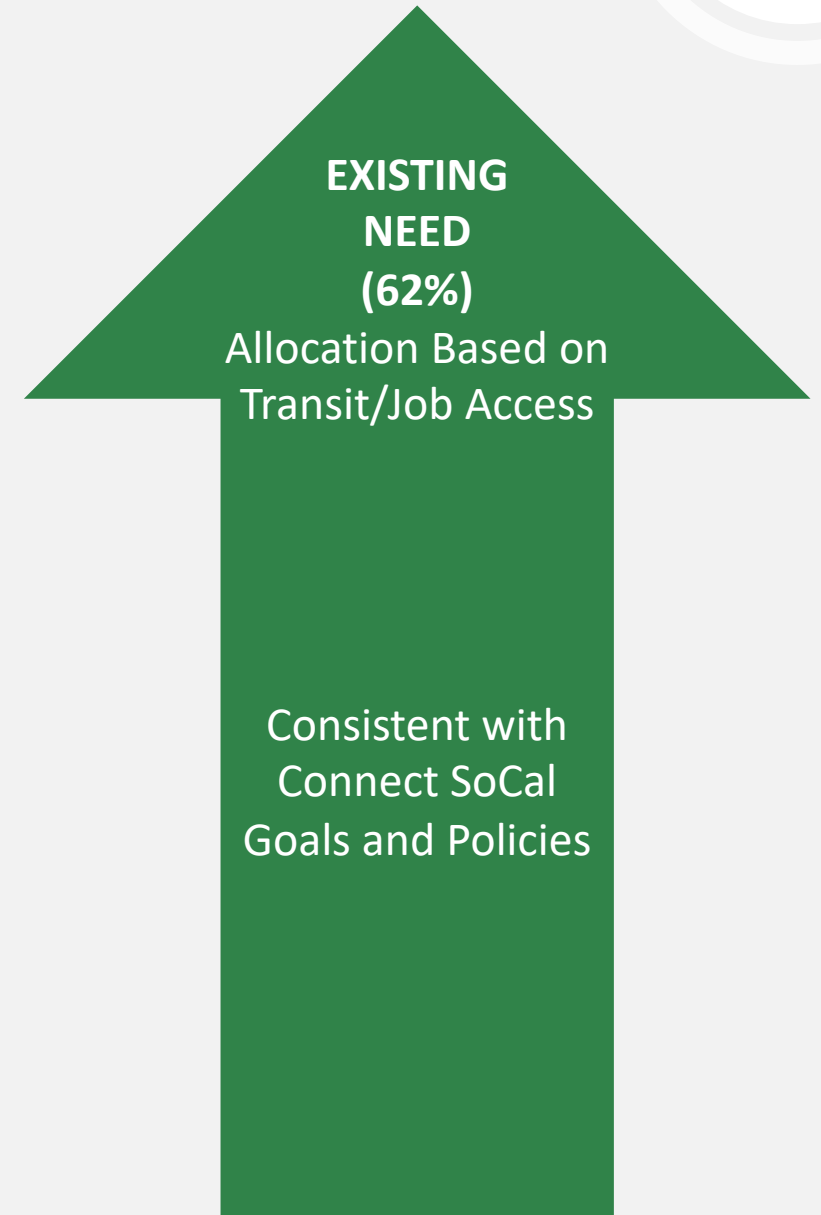 EXISTING
NEED
(62%)
Allocation Based on
Transit/Job Access
Consistent with
Connect SoCal
Goals and Policies